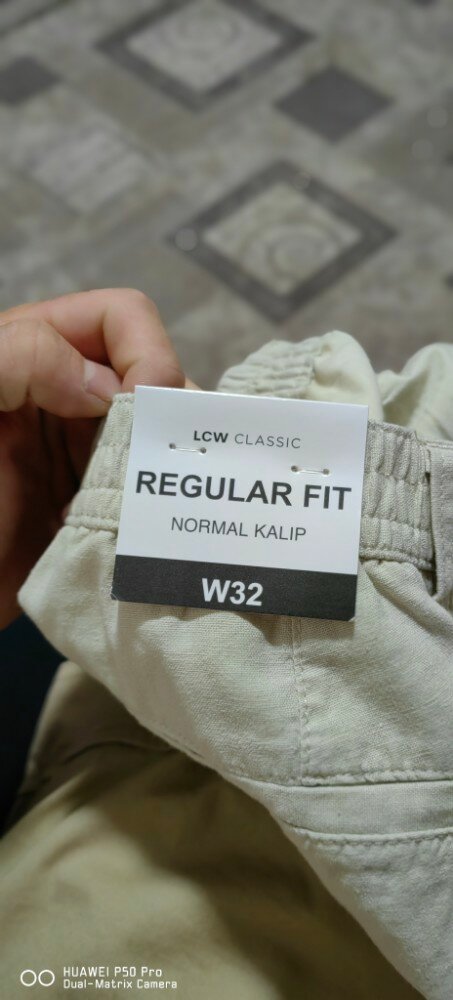 LCW CLASSIC
REGULAR FIT
NORMAL KALIP
W32
HUAWEI P50 Pro
Dual-Matrix Camera